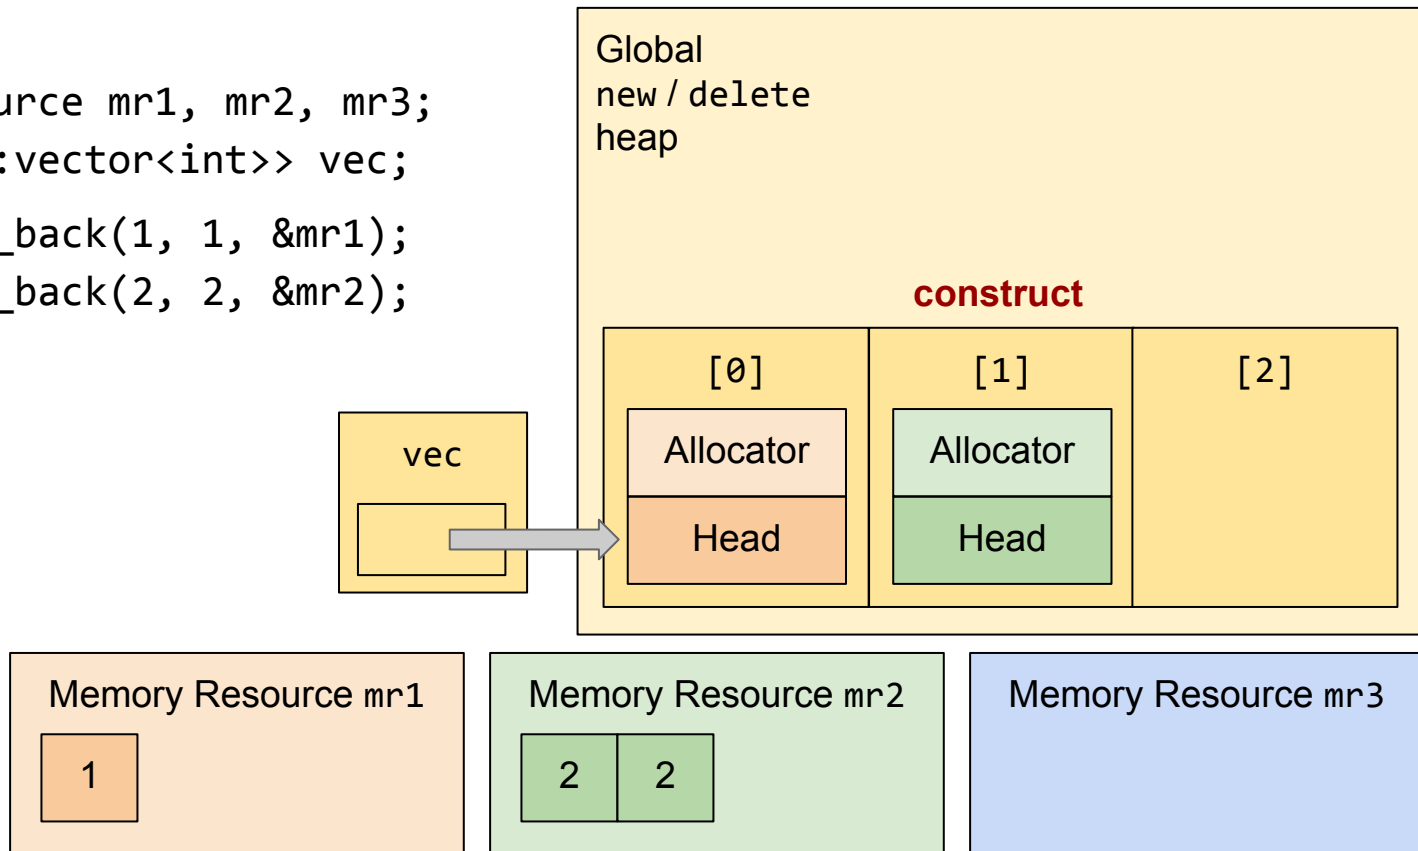 urce mr1, mr2, mr3;
:vector<int>> vec;
_back(1, 1, &mr1);
_back(2, 2, &mr2);
Global
new / delete
heap
construct
[0]
[1]
[2]
vec
Allocator
Allocator
Head
Head
Memory Resource mr1
Memory Resource mr2
Memory Resource mr3
1
2
2